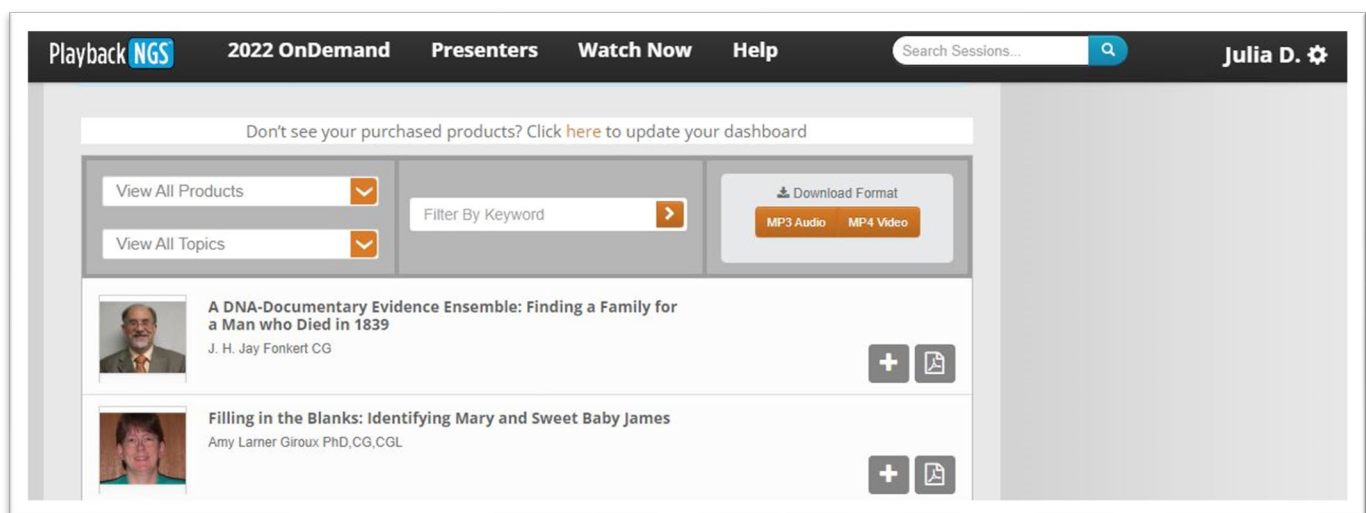 Playback NGS 2022 OnDemand Presenters Watch Now Help Search Sessions... Julia D.
Don't see your purchased products? Click here to update your dashboard
View All Products
View All Topics
Filter By Keyword
Download Format
MP3 Audio MP4 Video
A DNA-Documentary Evidence Ensemble: Finding a Family for
a Man who Died in 1839
J. H. Jay Fonkert CG
Filling in the Blanks: Identifying Mary and Sweet Baby James
Amy Larner Giroux PhD,CG,CGL